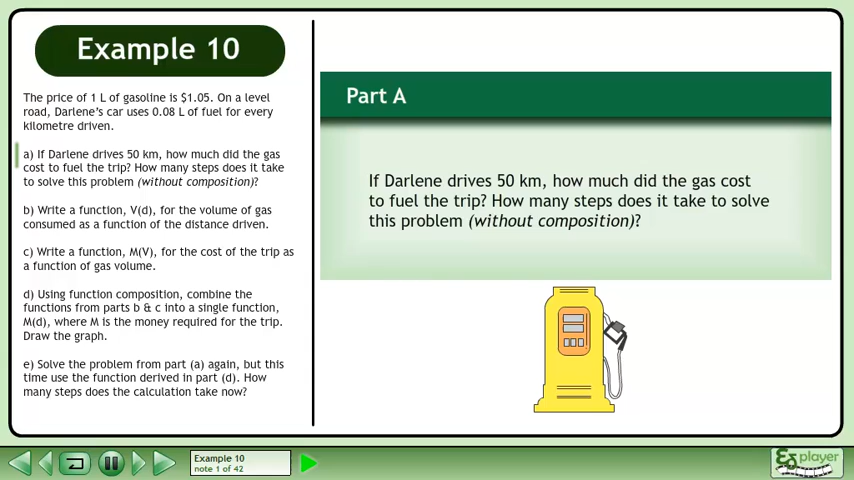 Example 10
The price of 1 L of gasoline is $1.05. On a level
road, Darlene's car uses 0.08 L of fuel for every
kilometre driven.
a) If Darlene drives 50 km, how much did the gas
cost to fuel the trip? How many steps does it take
to solve this problem (without composition)?
b) Write a function, V(d), for the volume of gas
consumed as a function of the distance driven.
c) Write a function, M(V), for the cost of the trip as
a function of gas volume.
d) Using function composition, combine the
functions from parts b & c into a single function,
M(d), where M is the money required for the trip.
Draw the graph.
e) Solve the problem from part (a) again, but this
time use the function derived in part (d). How
many steps does the calculation take now?
Part A
If Darlene drives 50 km, how much did the gas cost
to fuel the trip? How many steps does it take to solve
this problem (without composition)?
Example 10
note 1 of 42
player